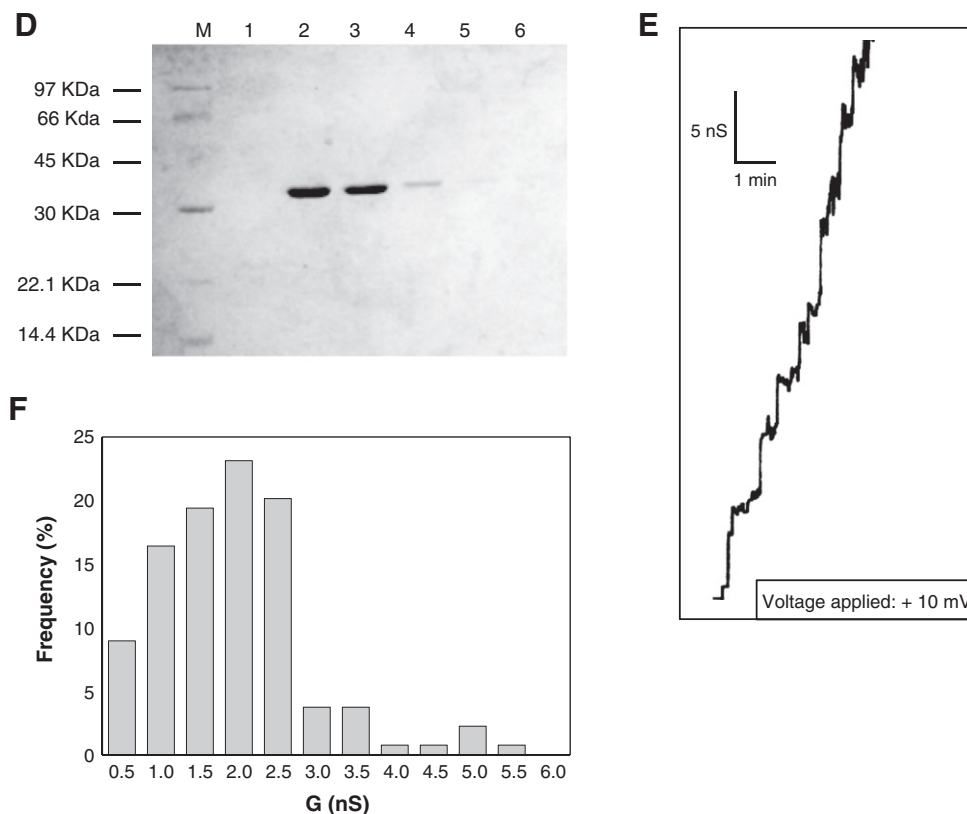 D
M 1 2 3 4 5 6
97 KDa
66 Kda
45 KDa
30 KDa
22.1 KDa
14.4 KDa
E
5 nS
1 min
Voltage applied: + 10 mV
F
25
20
15
10
5
0
Frequency (%)
0.5 1.0 1.5 2.0 2.5 3.0 3.5 4.0 4.5 5.0 5.5 6.0
G (nS)